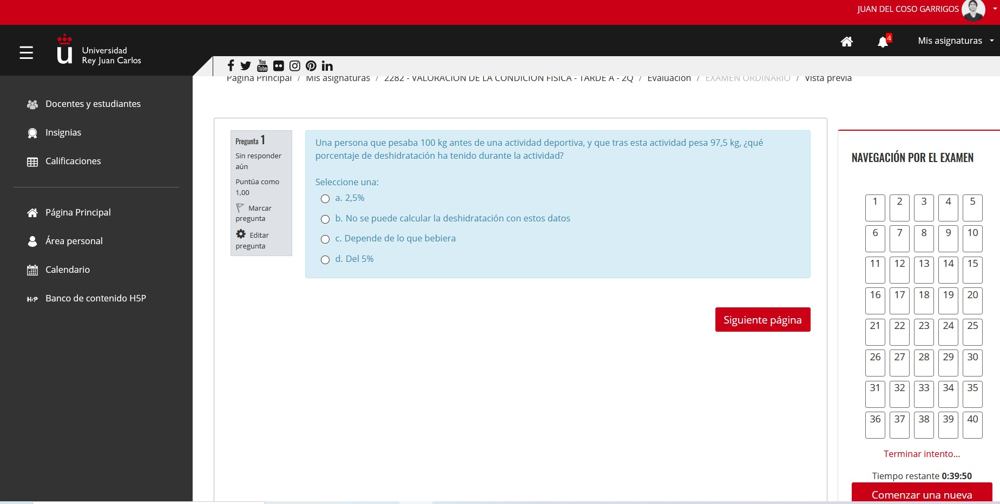 JUAN DEL COSO GARRIGOS
4
Mis asignaturas
Universidad
Rey Juan Carlos
You
Tube
Página Principal / Mis asignaturas / 2282 - VALORACIÓN DE LA CONDICIÓN FÍSICA - TARDE A - 2Q / Evaluación / EXAMEN ORDINARIO / Vista previa
Docentes y estudiantes
Insignias
Calificaciones
Página Principal
Área personal
Calendario
H-P Banco de contenido H5P
Pregunta 1
Sin responder
aún
Puntúa como
1,00
Marcar
pregunta
Editar
pregunta
Una persona que pesaba 100 kg antes de una actividad deportiva, y que tras esta actividad pesa 97,5 kg, ¿qué
porcentaje de deshidratación ha tenido durante la actividad?
Seleccione una:
a. 2,5%
b. No se puede calcular la deshidratación con estos datos
c. Depende de lo que bebiera
d. Del 5%
Siguiente página
NAVEGACIÓN POR EL EXAMEN
1 2 3 4 5
6 7 8 9 10
11 12 13 14 15
16 17 18 19 20
21 22 23 24 25
26 27 28 29 30
31 32 33 34 35
36 37 38 39 40
Terminar intento...
Tiempo restante 0:39:50
Comenzar una nueva